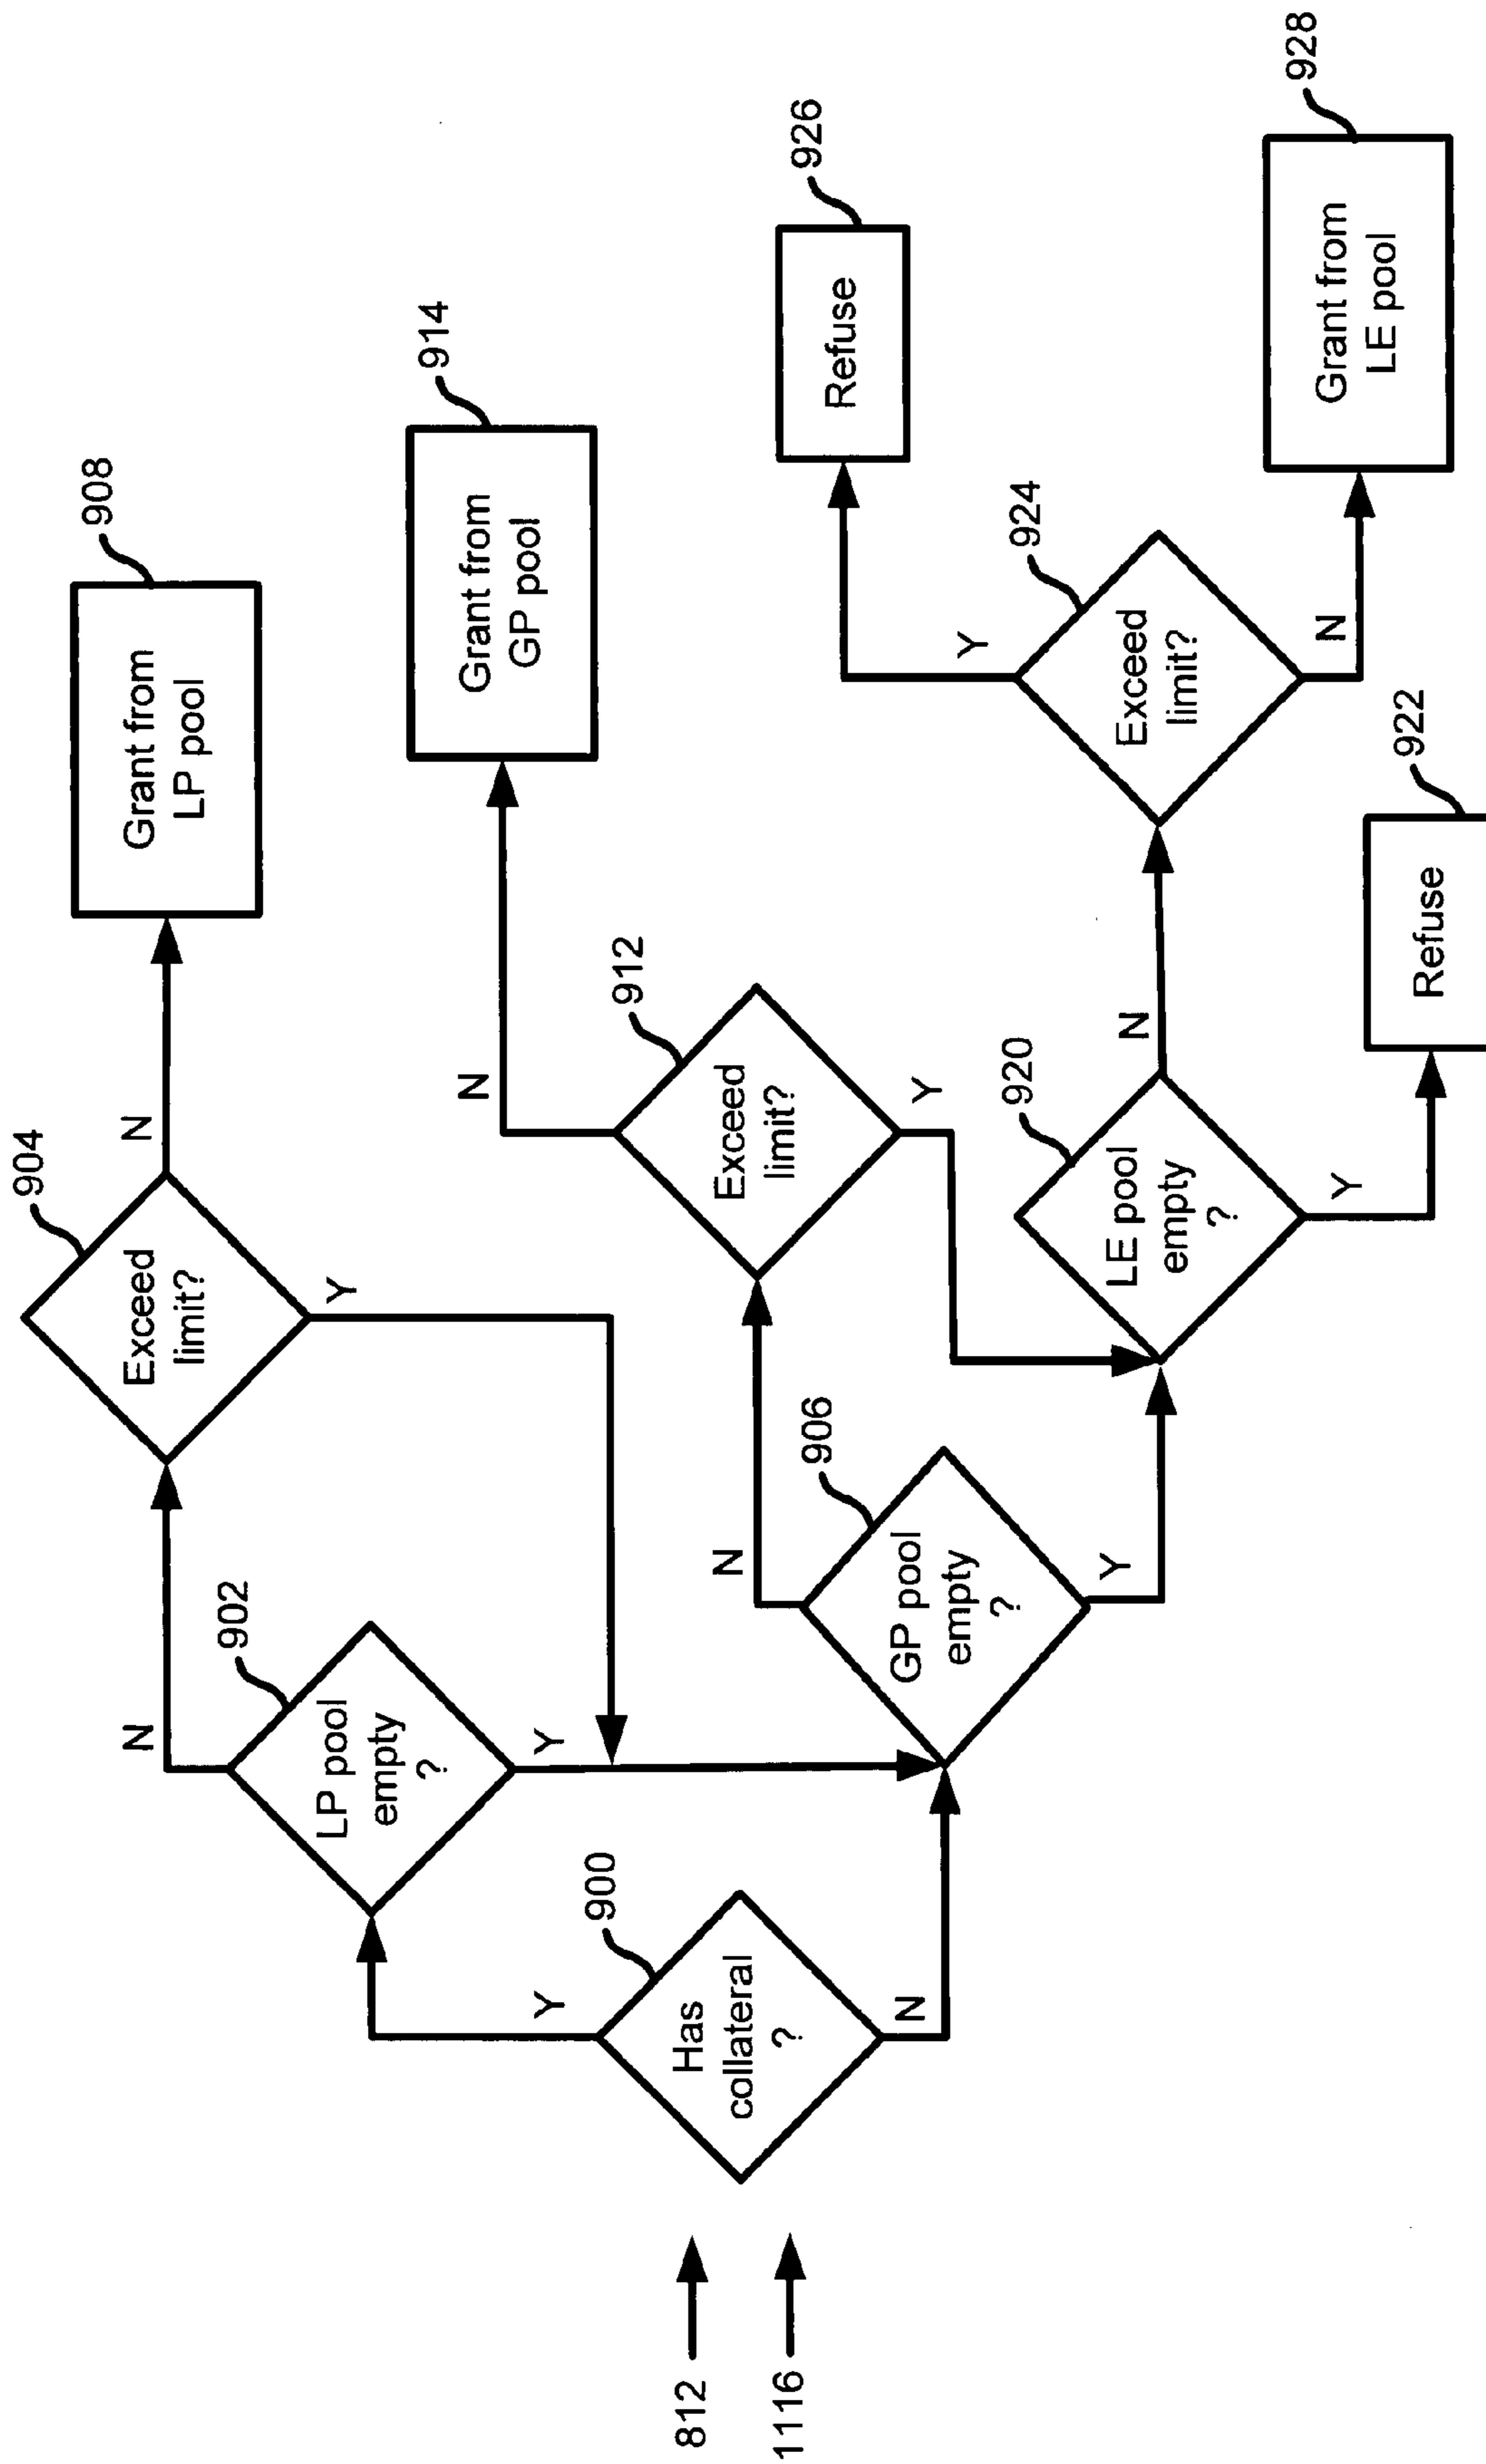 812
1116
900
Has
collateral
?
Y
N
902
LP pool
empty
?
N
Y
904
Exceed
limit?
N
Y
908
Grant from
LP pool
906
GP pool
empty
?
N
Y
912
Exceed
limit?
N
Y
914
Grant from
GP pool
920
LE pool
empty
?
N
Y
922
Refuse
924
Exceed
limit?
Y
N
926
Refuse
928
Grant from
LE pool